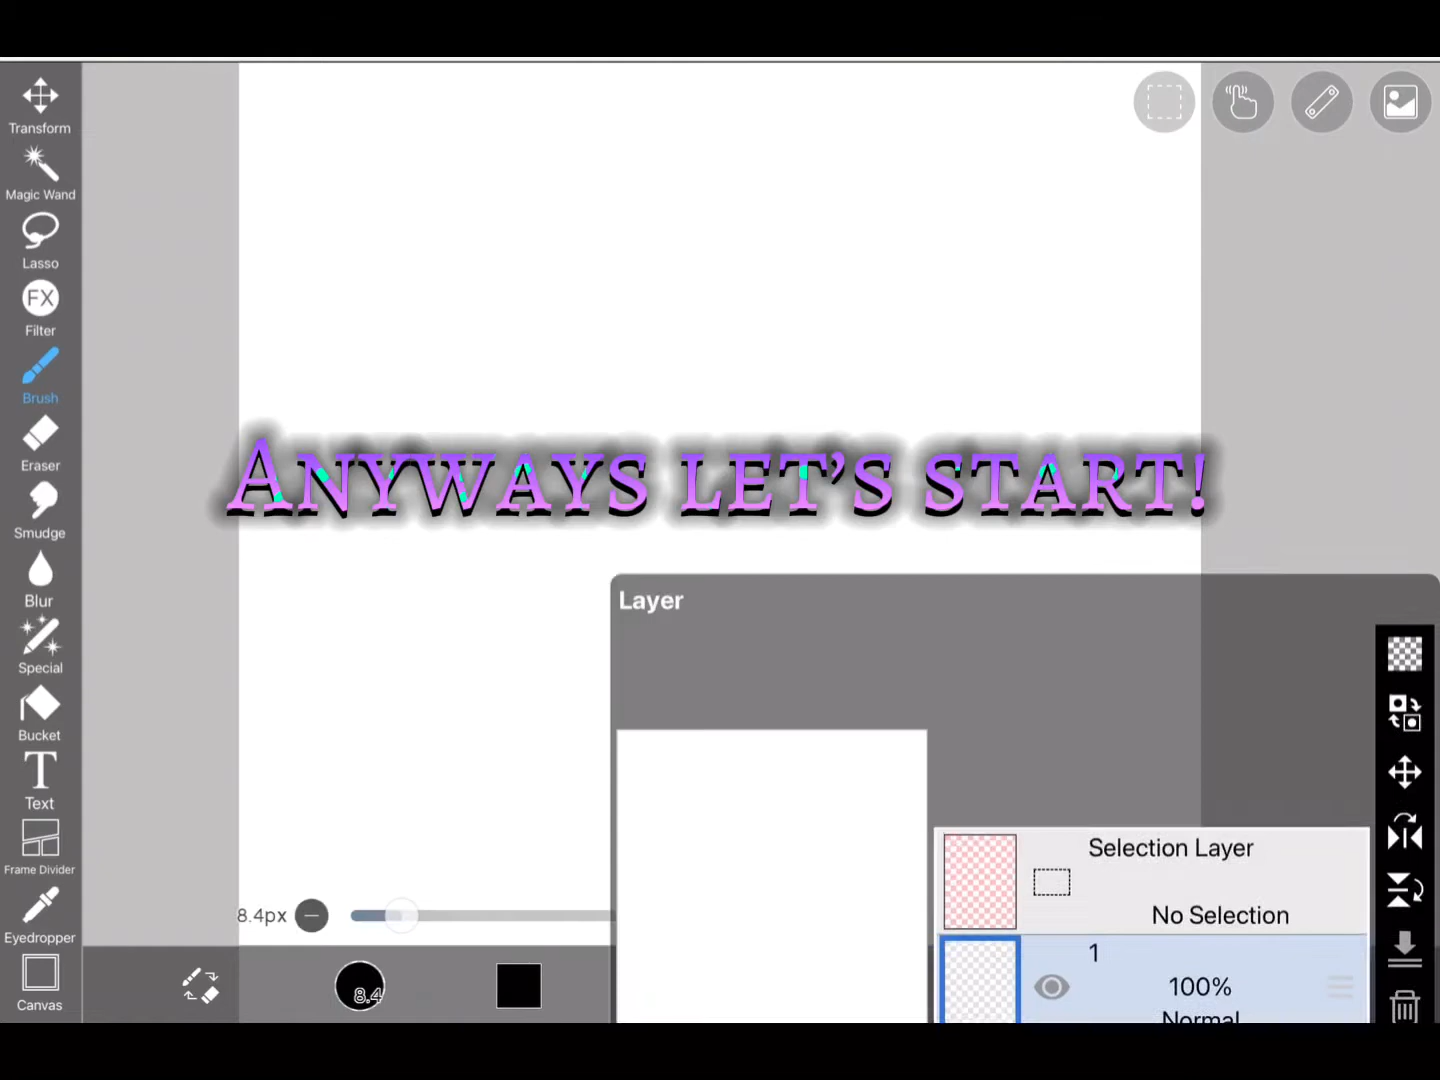 Transform
Magic Wand
Lasso
FX
Filter
Brush
Eraser
Smudge
Blur
Special
Bucket
T
Text
Frame Divider
Eyedropper
Canvas
Anyways let's start!
Layer
Selection Layer
No Selection
1
100%
Normal
8.4px
8.4